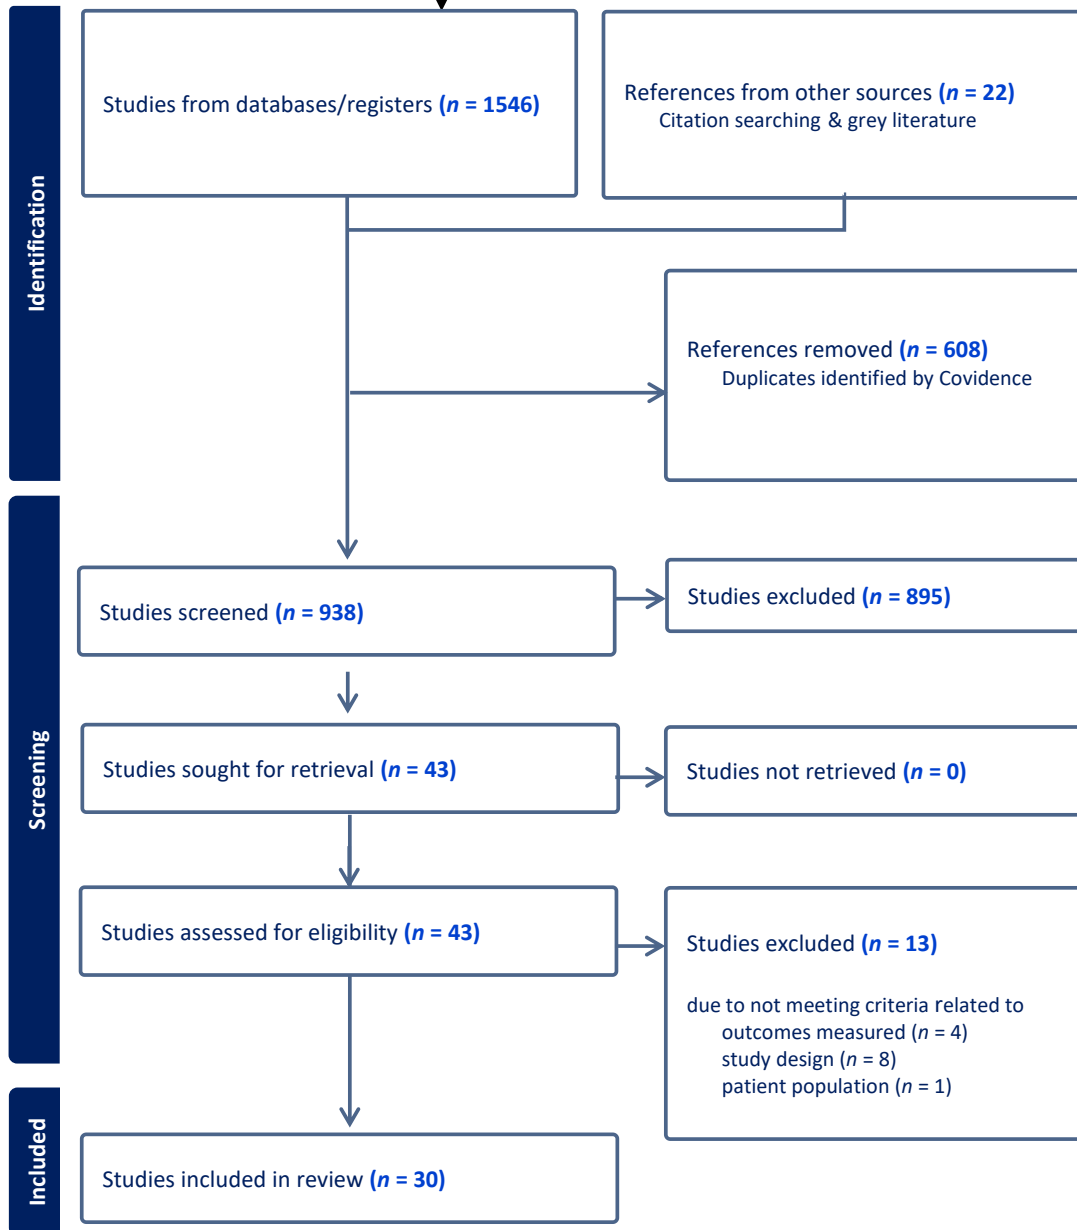 Identification
Studies from databases/registers (n = 1546)
References from other sources (n = 22)
Citation searching & grey literature
References removed (n = 608)
Duplicates identified by Covidence
Screening
Studies screened (n = 938)
Studies excluded (n = 895)
Studies sought for retrieval (n = 43)
Studies not retrieved (n = 0)
Studies assessed for eligibility (n = 43)
Studies excluded (n = 13)
due to not meeting criteria related to
outcomes measured (n = 4)
study design (n = 8)
patient population (n = 1)
Included
Studies included in review (n = 30)